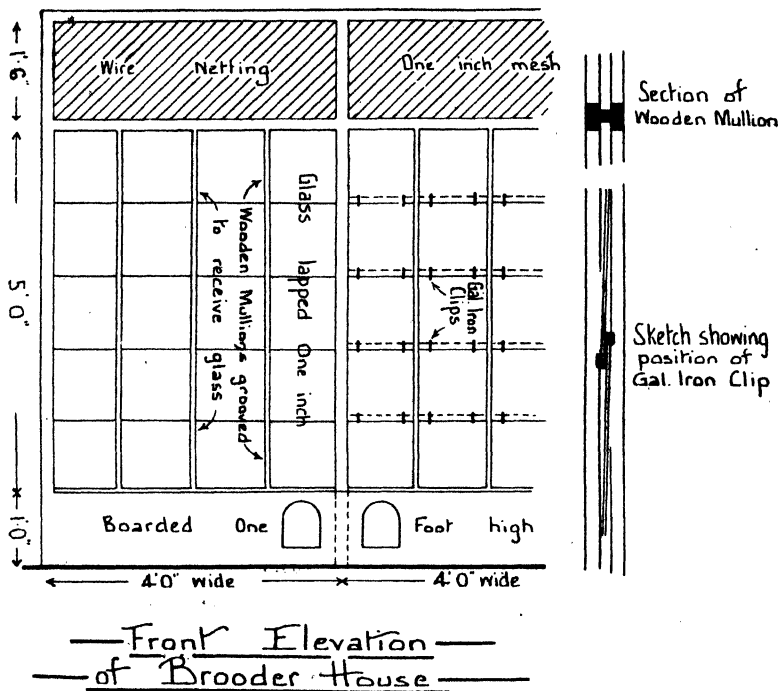 1'6"
Wire Netting
One inch mesh
Section of
Wooden Mullion
5'0"
Wooden Mullions grooved
to receive glass
Glass lapped One inch
Gal. Iron
Clips
Sketch showing
position of
Gal. Iron Clip
1'0"
Boarded One Foot high
4'0" wide
4'0" wide
Front Elevation
of Brooder House